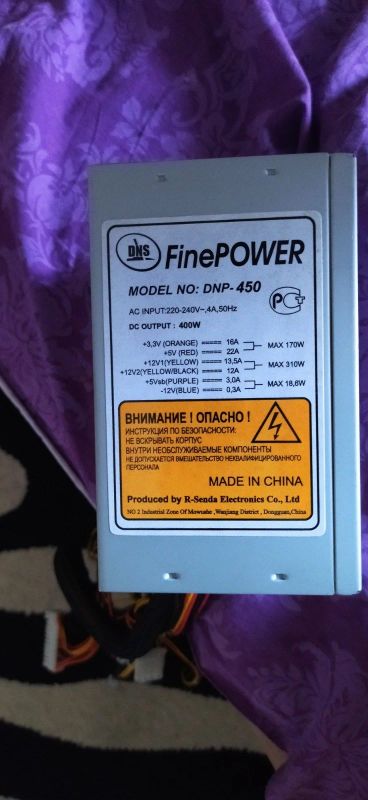 DNS FinePOWER
MODEL NO: DNP-450
AC INPUT:220-240V~,4A,50Hz
DC OUTPUT : 400W
+3,3V (ORANGE) ===== 16A
+5V (RED) ===== 22A
MAX 170W
+12V1(YELLOW) ===== 13,5A
+12V2(YELLOW/BLACK) ===== 12A
MAX 310W
+5Vsb(PURPLE) ===== 3,0A
-12V(BLUE) ===== 0,3A
MAX 18,6W
ВНИМАНИЕ ! ОПАСНО !
ИНСТРУКЦИЯ ПО БЕЗОПАСНОСТИ:
НЕ ВСКРЫВАТЬ КОРПУС
ВНУТРИ НЕОБСЛУЖИВАЕМЫЕ КОМПОНЕНТЫ
НЕ ДОПУСКАЕТСЯ ВМЕШАТЕЛЬСТВО НЕКВАЛИФИЦИРОВАННОГО
ПЕРСОНАЛА
MADE IN CHINA
Produced by R-Senda Electronics Co., Ltd
NO 2 Industrial Zone Of Mawushe ,Wanjiang District , Dongguan,China